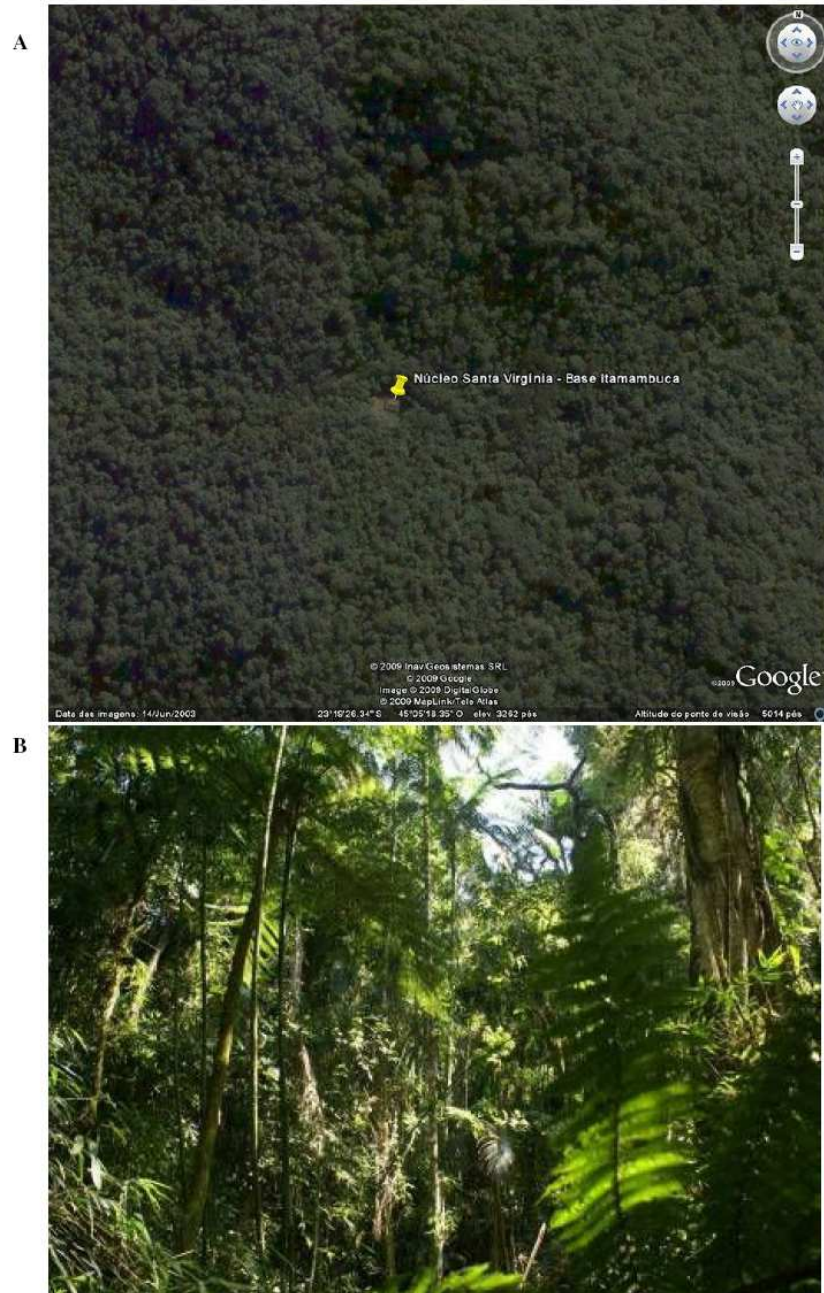 A
N
Núcleo Santa Virgínia - Base Itamambuca
© 2009 Inav/Geosistemas SRL
© 2009 Google
Image © 2009 DigitalGlobe
© 2009 MapLink/Tele Atlas
©2009 Google
Data das imagens: 14/Jun/2003 23°19'26.34" S 45°05'18.35" O elev. 3262 pés Altitude do ponto de visão 5014 pés
B